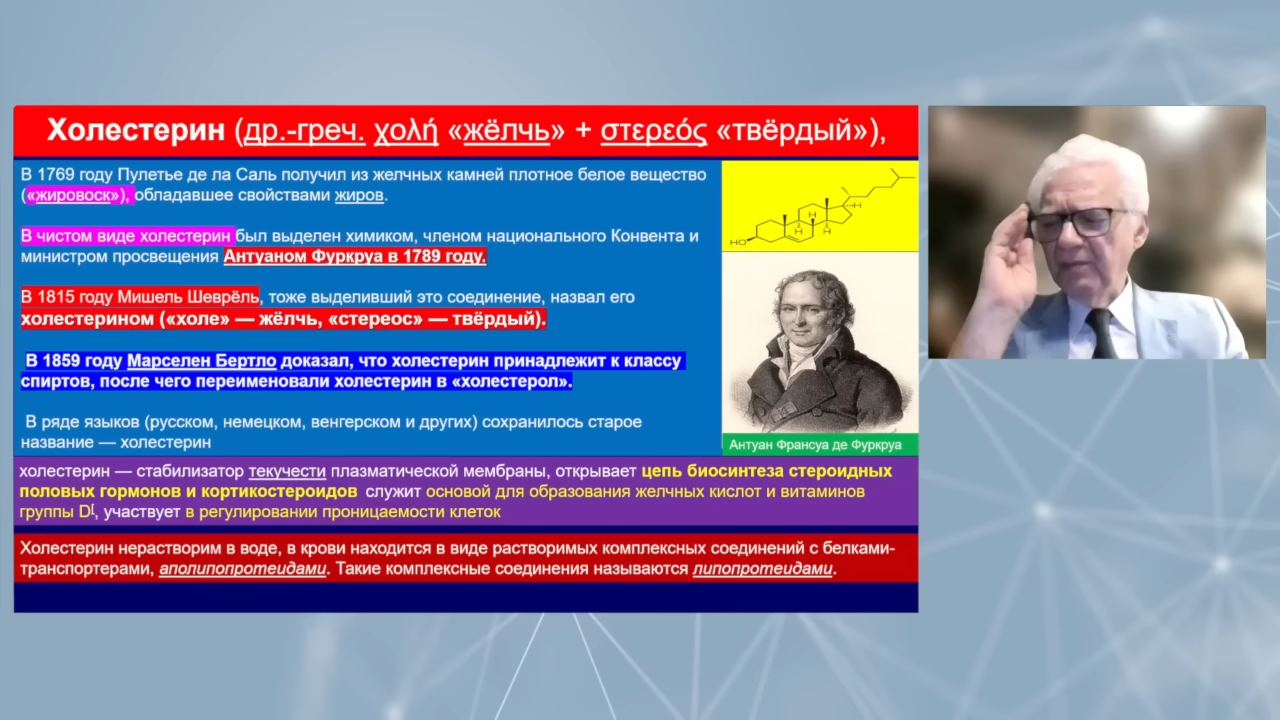 Холестерин (др.-греч. χολή «жёлчь» + στερεός «твёрдый»),
В 1769 году Пулетье де ла Саль получил из желчных камней плотное белое вещество
(«жировоск»), обладавшее свойствами жиров.
В чистом виде холестерин был выделен химиком, членом национального Конвента и
министром просвещения Антуаном Фуркруа в 1789 году.
В 1815 году Мишель Шеврёль, тоже выделивший это соединение, назвал его
холестерином («холе» — жёлчь, «стереос» — твёрдый).
В 1859 году Марселен Бертло доказал, что холестерин принадлежит к классу
спиртов, после чего переименовали холестерин в «холестерол».
В ряде языков (русском, немецком, венгерском и других) сохранилось старое
название — холестерин
HO
H
H
H
H
Антуан Франсуа де Фуркруа
холестерин — стабилизатор текучести плазматической мембраны, открывает цепь биосинтеза стероидных
половых гормонов и кортикостероидов служит основой для образования желчных кислот и витаминов
группы D[, участвует в регулировании проницаемости клеток
Холестерин нерастворим в воде, в крови находится в виде растворимых комплексных соединений с белками-
транспортерами, аполипопротеидами. Такие комплексные соединения называются липопротеидами.